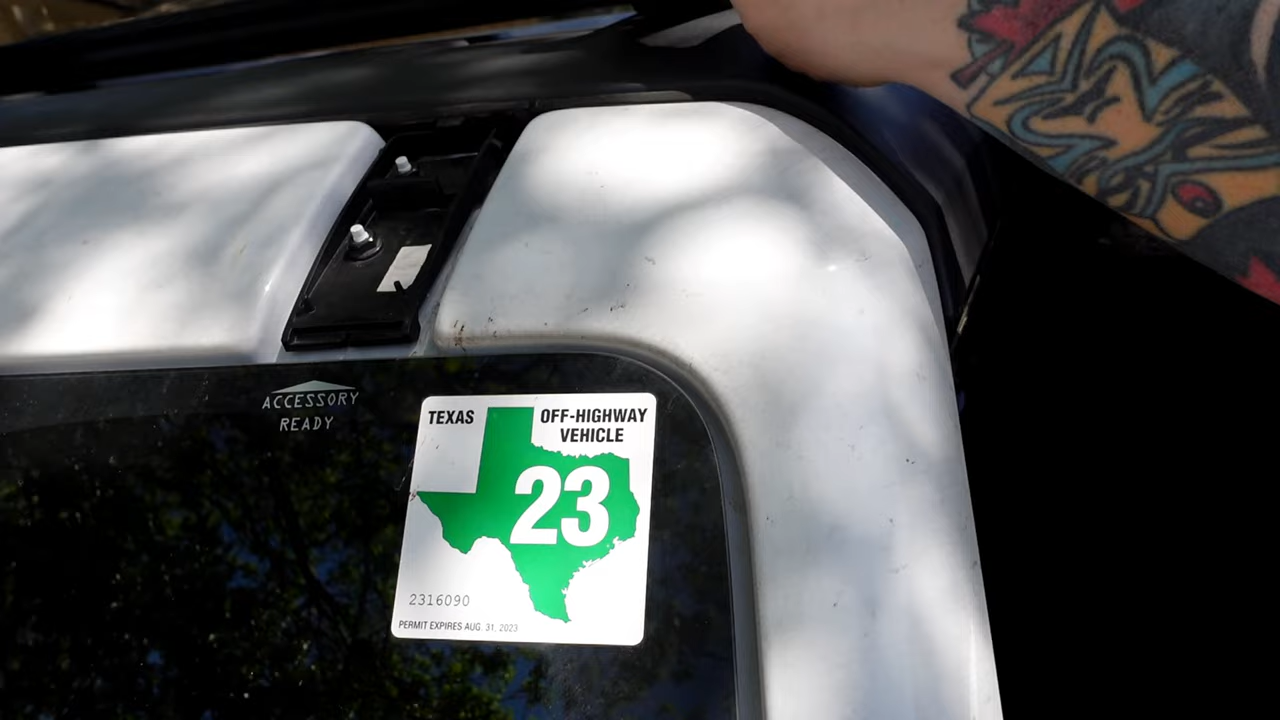 ACCESSORY
READY
TEXAS
OFF-HIGHWAY
VEHICLE
23
2316090
PERMIT EXPIRES AUG. 31, 2023